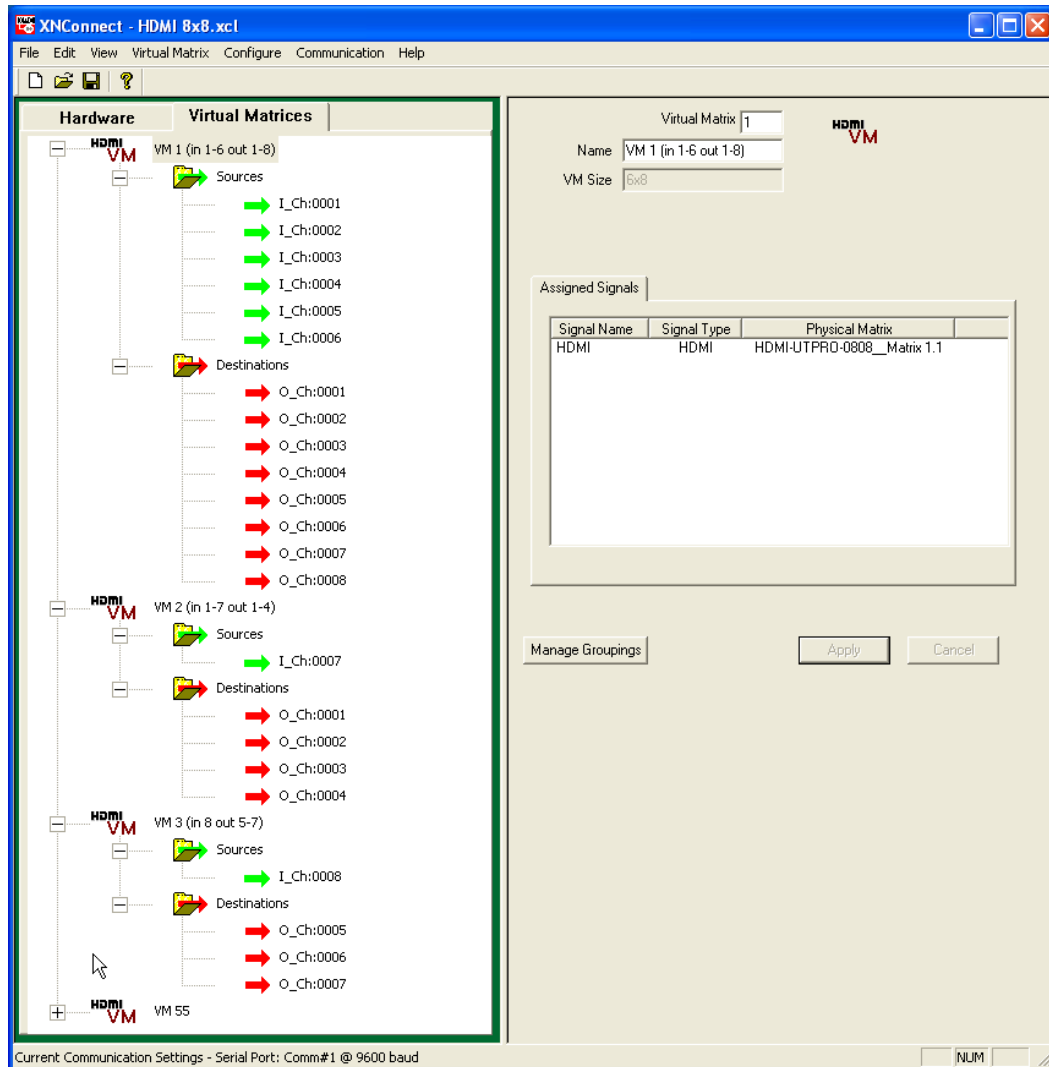 XNConnect - HDMI 8x8.xcl
File Edit View Virtual Matrix Configure Communication Help
Hardware Virtual Matrices
HDMI VM VM 1 (in 1-6 out 1-8)
Sources
I_Ch:0001
I_Ch:0002
I_Ch:0003
I_Ch:0004
I_Ch:0005
I_Ch:0006
Destinations
O_Ch:0001
O_Ch:0002
O_Ch:0003
O_Ch:0004
O_Ch:0005
O_Ch:0006
O_Ch:0007
O_Ch:0008
HDMI VM VM 2 (in 1-7 out 1-4)
Sources
I_Ch:0007
Destinations
O_Ch:0001
O_Ch:0002
O_Ch:0003
O_Ch:0004
HDMI VM VM 3 (in 8 out 5-7)
Sources
I_Ch:0008
Destinations
O_Ch:0005
O_Ch:0006
O_Ch:0007
HDMI VM VM 55
Virtual Matrix 1
HDMI VM
Name VM 1 (in 1-6 out 1-8)
VM Size 6x8
Assigned Signals
Signal Name Signal Type Physical Matrix
HDMI HDMI HDMI-UTPRO-0808__Matrix 1.1
Manage Groupings Apply Cancel
Current Communication Settings - Serial Port: Comm#1 @ 9600 baud NUM